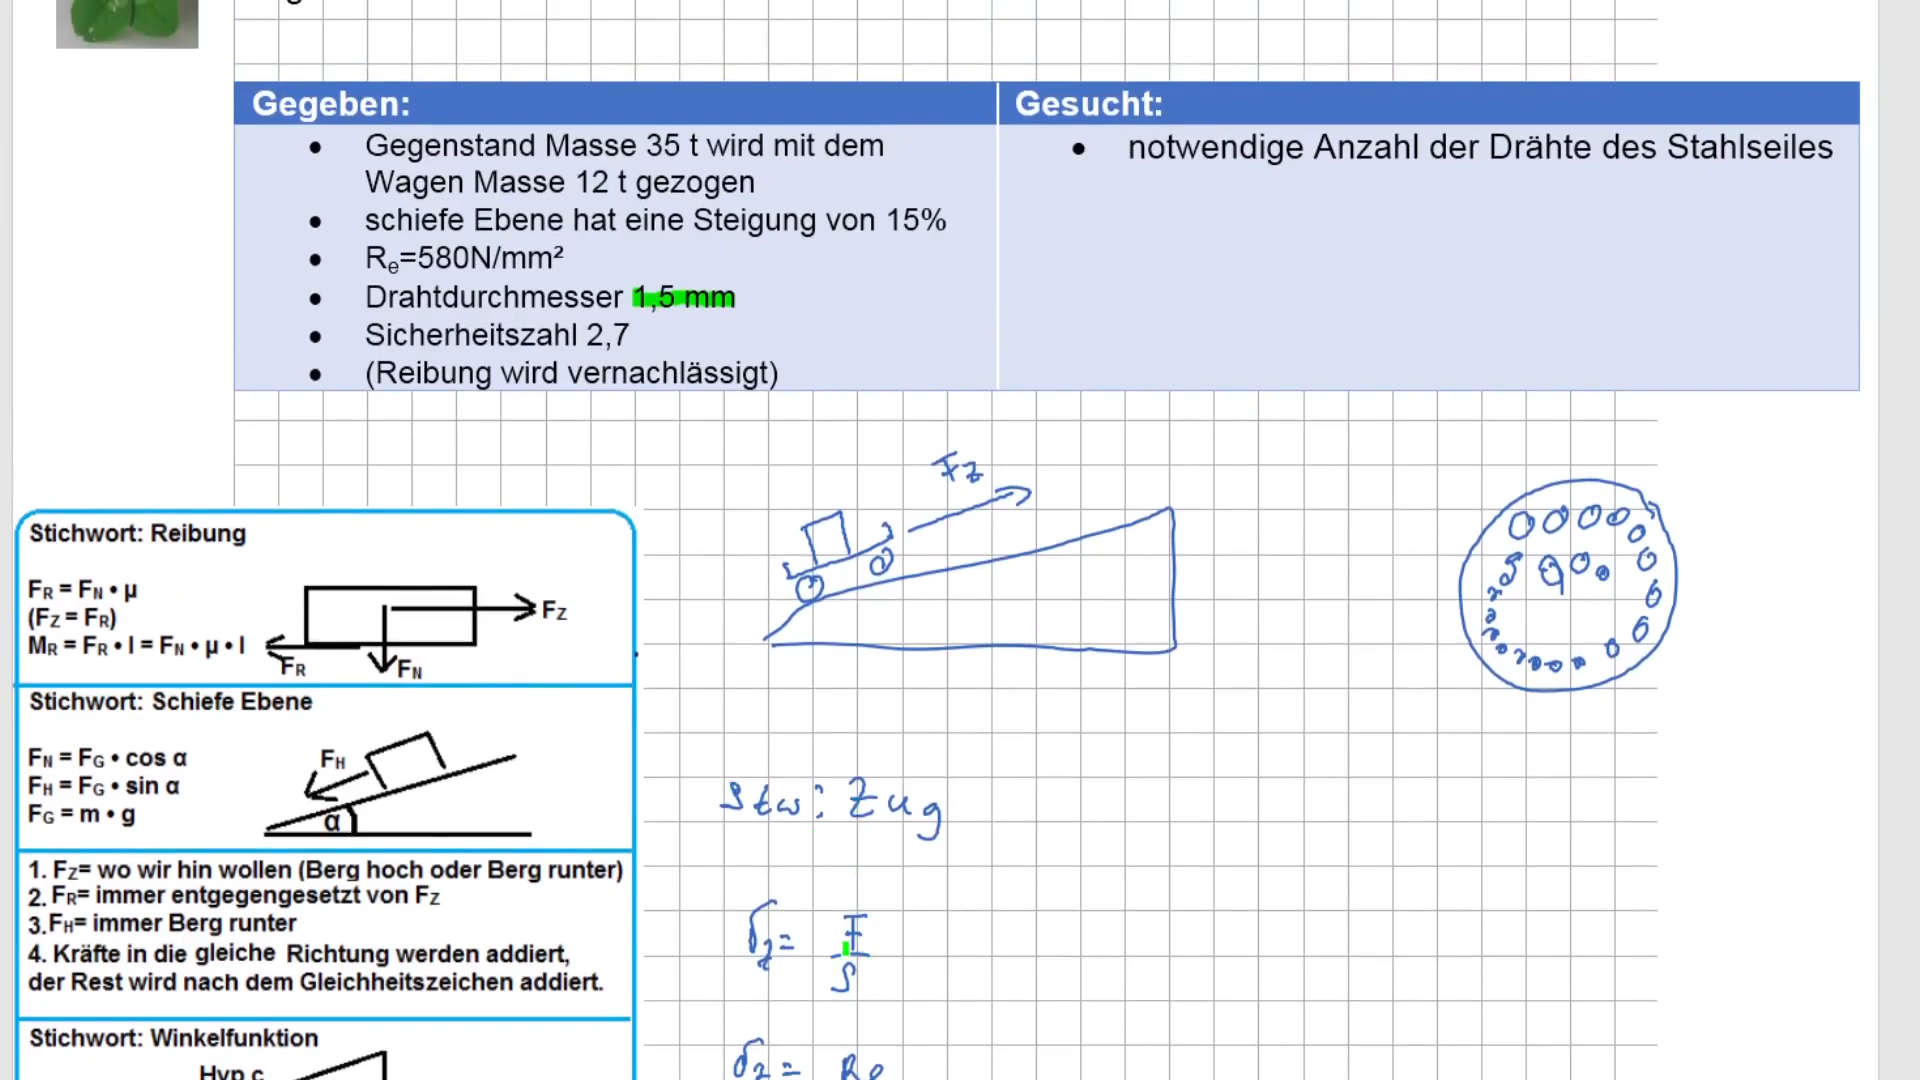 Gegeben:
Gesucht:
• Gegenstand Masse 35 t wird mit dem
Wagen Masse 12 t gezogen
• schiefe Ebene hat eine Steigung von 15%
• Re=580N/mm²
• Drahtdurchmesser 1,5 mm
• Sicherheitszahl 2,7
• (Reibung wird vernachlässigt)
• notwendige Anzahl der Drähte des Stahlseiles
Fz
Stichwort: Reibung
FR = FN • µ
(FZ = FR)
MR = FR • l = FN • µ • l
FZ
FR
FN
Stichwort: Schiefe Ebene
FN = FG • cos α
FH = FG • sin α
FG = m • g
FH
α
1. FZ= wo wir hin wollen (Berg hoch oder Berg runter)
2. FR= immer entgegengesetzt von FZ
3.FH= immer Berg runter
4. Kräfte in die gleiche Richtung werden addiert,
der Rest wird nach dem Gleichheitszeichen addiert.
Stichwort: Winkelfunktion
Hyp c
Stw: Zug
σz = F
S
σz = Re